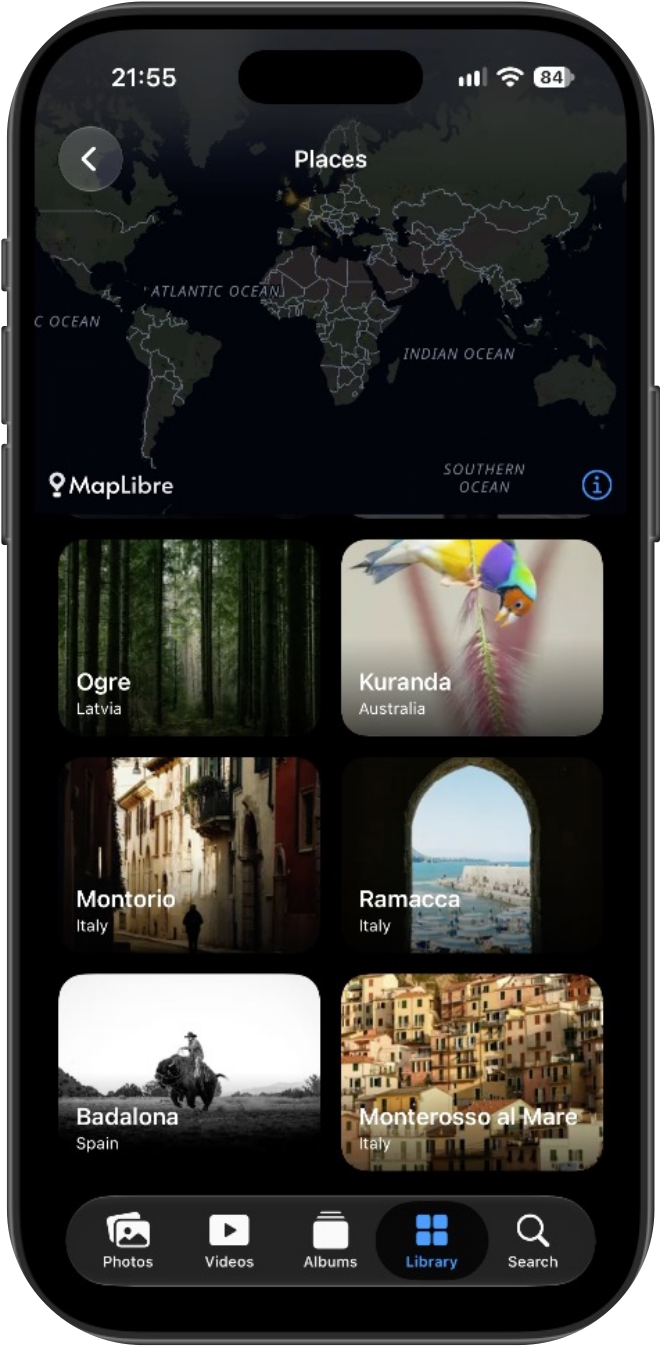 21:55
84
Places
ATLANTIC OCEAN
C OCEAN
INDIAN OCEAN
SOUTHERN
OCEAN
MapLibre
Ogre
Latvia
Kuranda
Australia
Montorio
Italy
Ramacca
Italy
Badalona
Spain
Monterosso al Mare
Italy
Photos
Videos
Albums
Library
Search